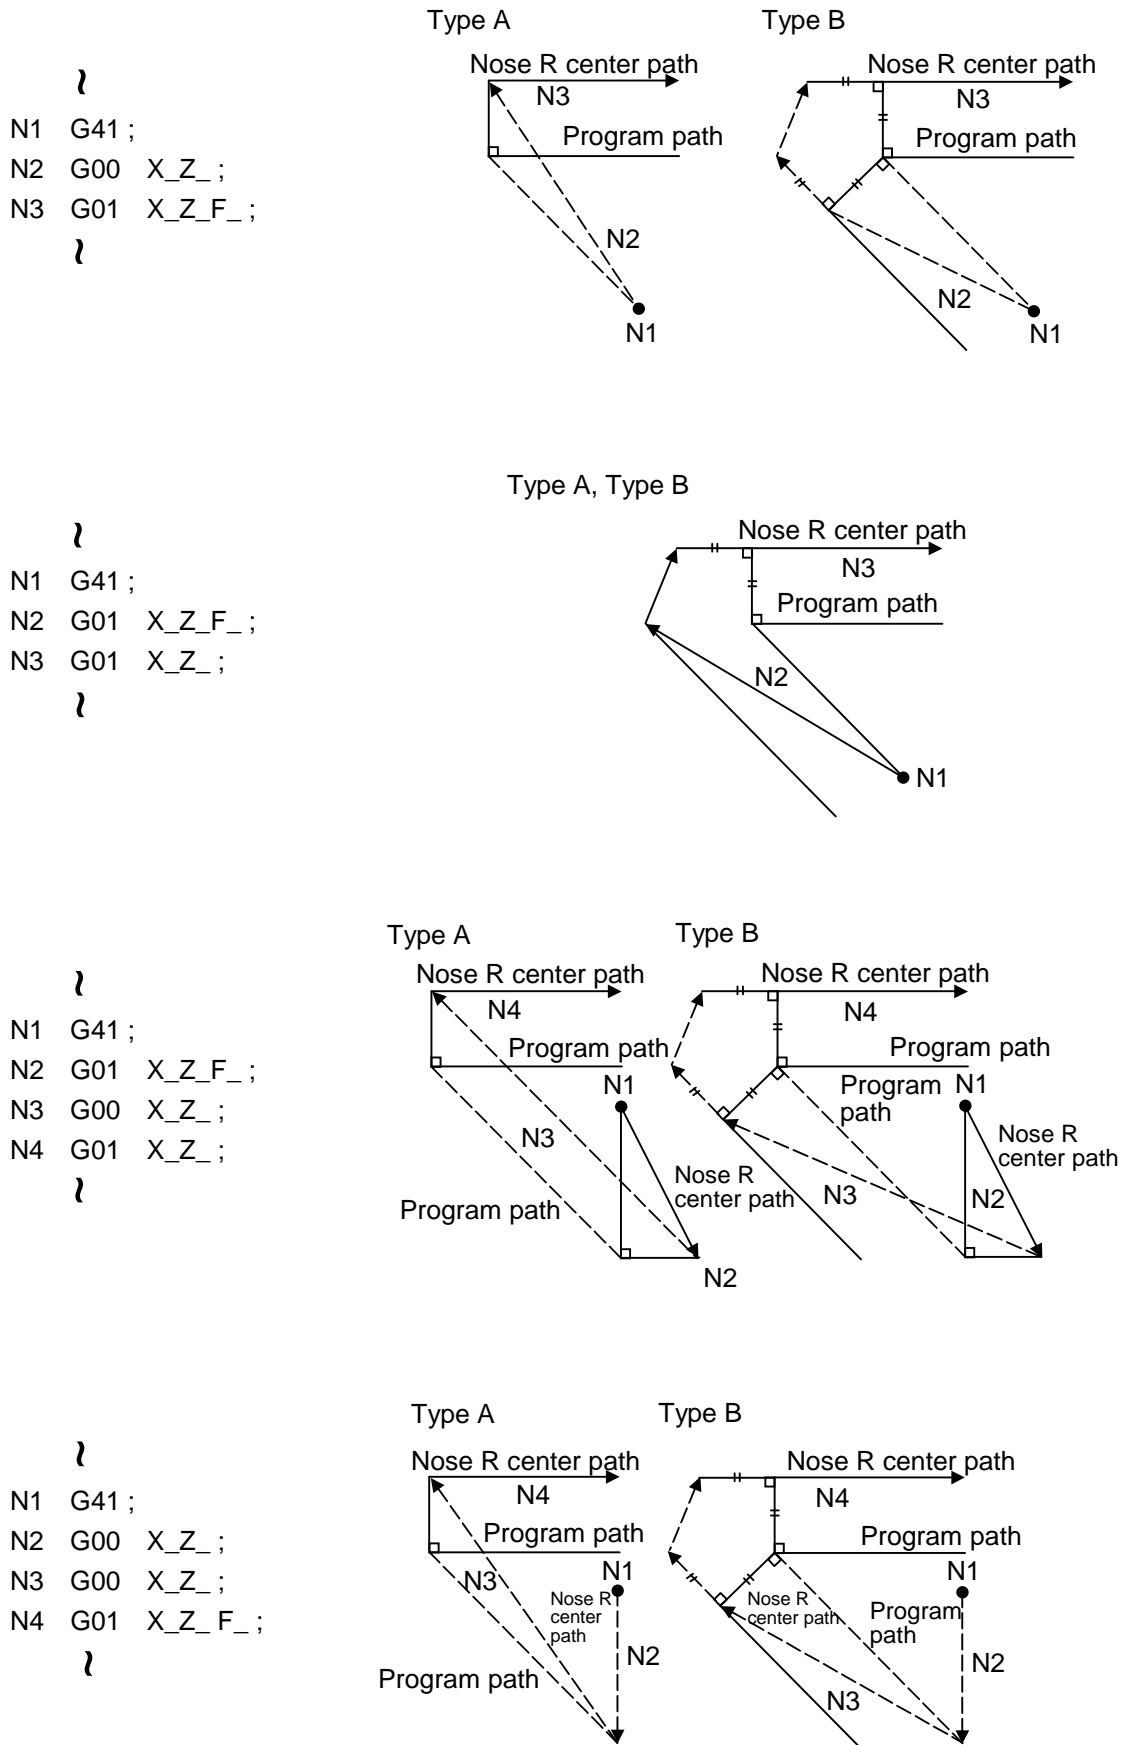 Type A
Type B
N1 G41 ;
N2 G00 X_Z_ ;
N3 G01 X_Z_F_ ;
Nose R center path
N3
Program path
N2
N1
Nose R center path
N3
Program path
N2
N1
Type A, Type B
N1 G41 ;
N2 G01 X_Z_F_ ;
N3 G01 X_Z_ ;
Nose R center path
N3
Program path
N2
N1
Type A
Type B
N1 G41 ;
N2 G01 X_Z_F_ ;
N3 G00 X_Z_ ;
N4 G01 X_Z_ ;
Nose R center path
N4
Program path
N1
N3
Nose R
center path
Program path
N2
Nose R center path
N4
Program path
Program
path
N1
Nose R
center path
N3
N2
Type A
Type B
N1 G41 ;
N2 G00 X_Z_ ;
N3 G00 X_Z_ ;
N4 G01 X_Z_ F_ ;
Nose R center path
N4
Program path
N1
N3
Nose R
center
path
N2
Program path
Nose R center path
N4
Program path
N1
Nose R
center path
Program
path
N2
N3